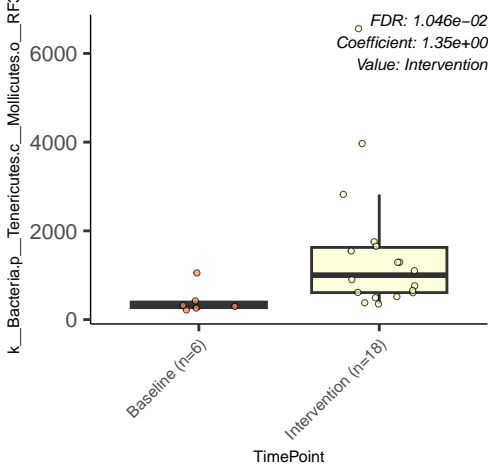 FDR: 1.046e−02
Coefficient: 1.35e+00
Value: Intervention
k__Bacteria.p__Tenericutes.c__Mollicutes.o__RF3
6000
4000
2000
0
Baseline (n=6)
Intervention (n=18)
TimePoint